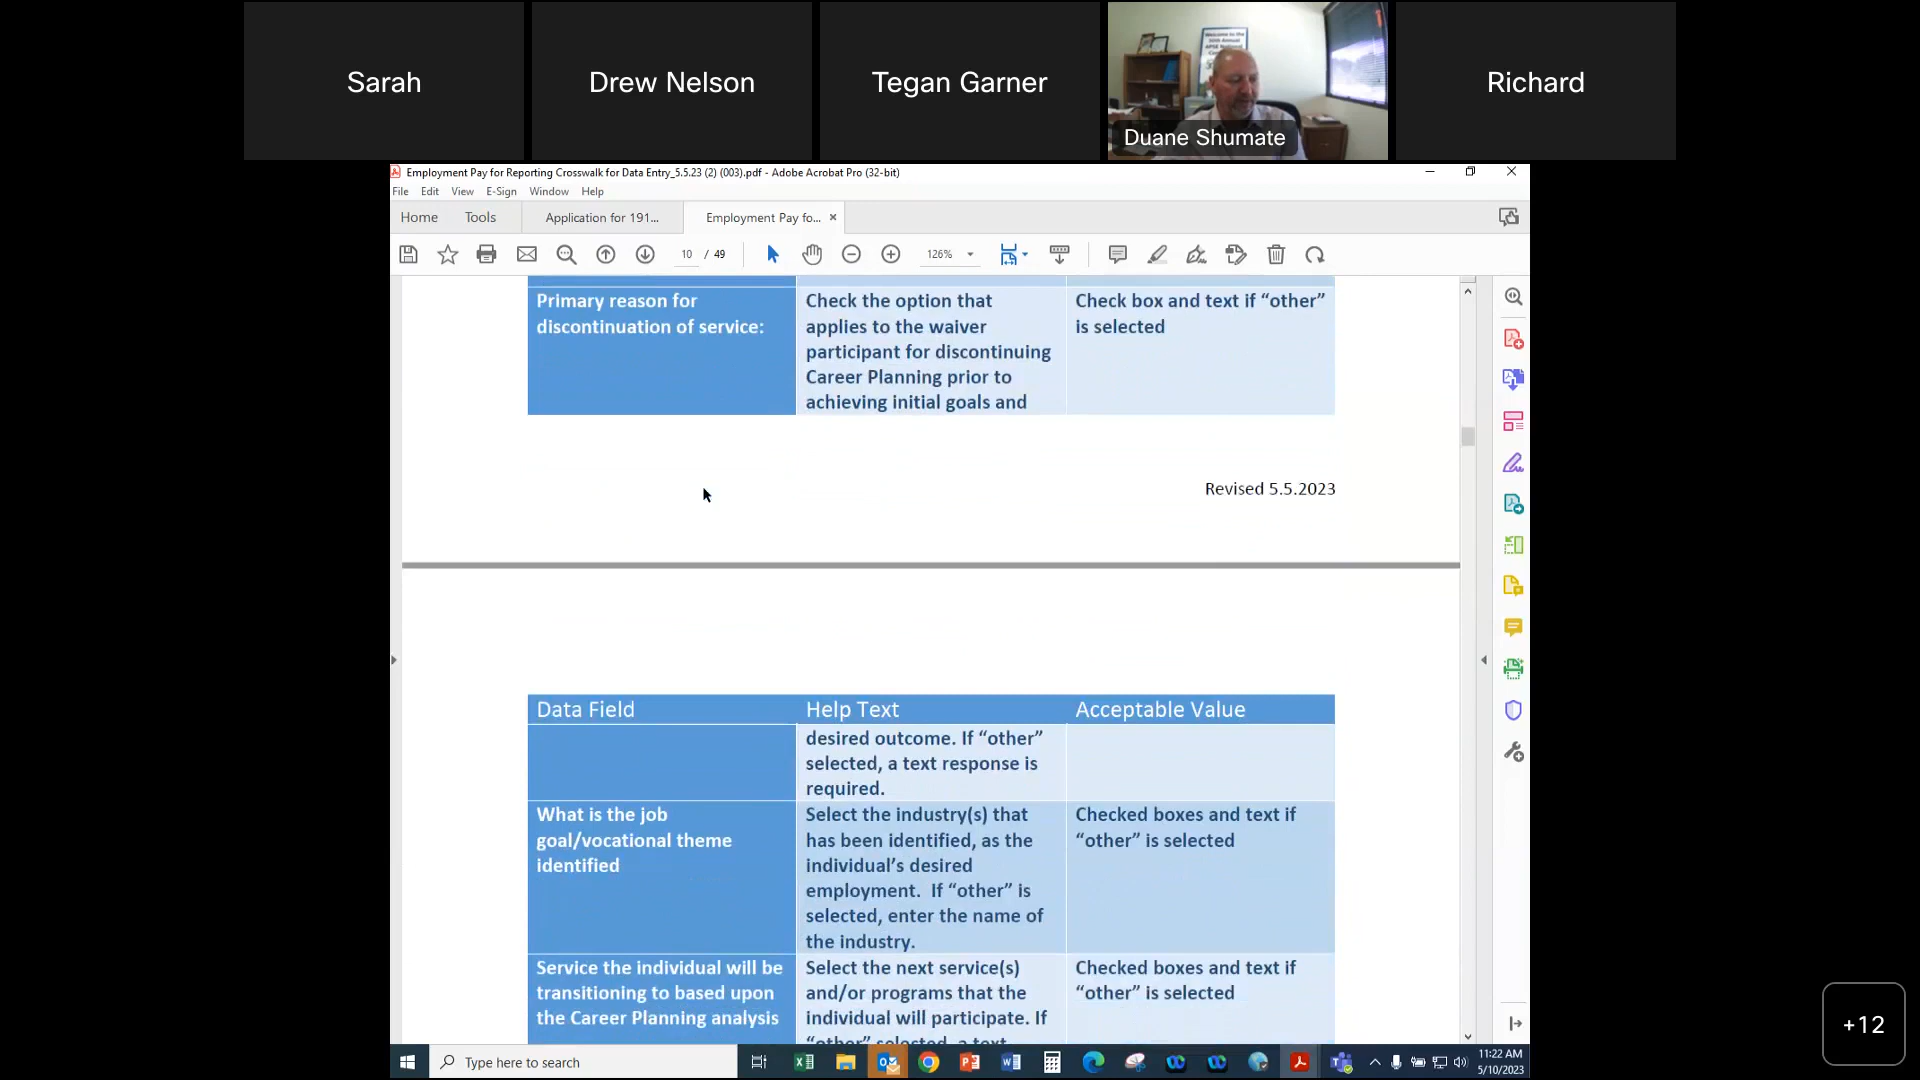 Sarah
Drew Nelson
Tegan Garner
Welcome to the
Duane Shumate
Richard
Employment Pay for Reporting Crosswalk for Data Entry_5.5.23 (2) (003).pdf - Adobe Acrobat Pro (32-bit)
File Edit View E-Sign Window Help
Home Tools Application for 191... Employment Pay fo... ×
10 / 49 126%
Primary reason for
discontinuation of service:
Check the option that
applies to the waiver
participant for discontinuing
Career Planning prior to
achieving initial goals and
Check box and text if “other”
is selected
Revised 5.5.2023
Data Field Help Text Acceptable Value
desired outcome. If “other”
selected, a text response is
required.
What is the job
goal/vocational theme
identified
Select the industry(s) that
has been identified, as the
individual’s desired
employment.  If “other” is
selected, enter the name of
the industry.
Checked boxes and text if
“other” is selected
Service the individual will be
transitioning to based upon
the Career Planning analysis
Select the next service(s)
and/or programs that the
individual will participate. If
“other” selected, a text
Checked boxes and text if
“other” is selected
Type here to search
11:22 AM
5/10/2023
+12